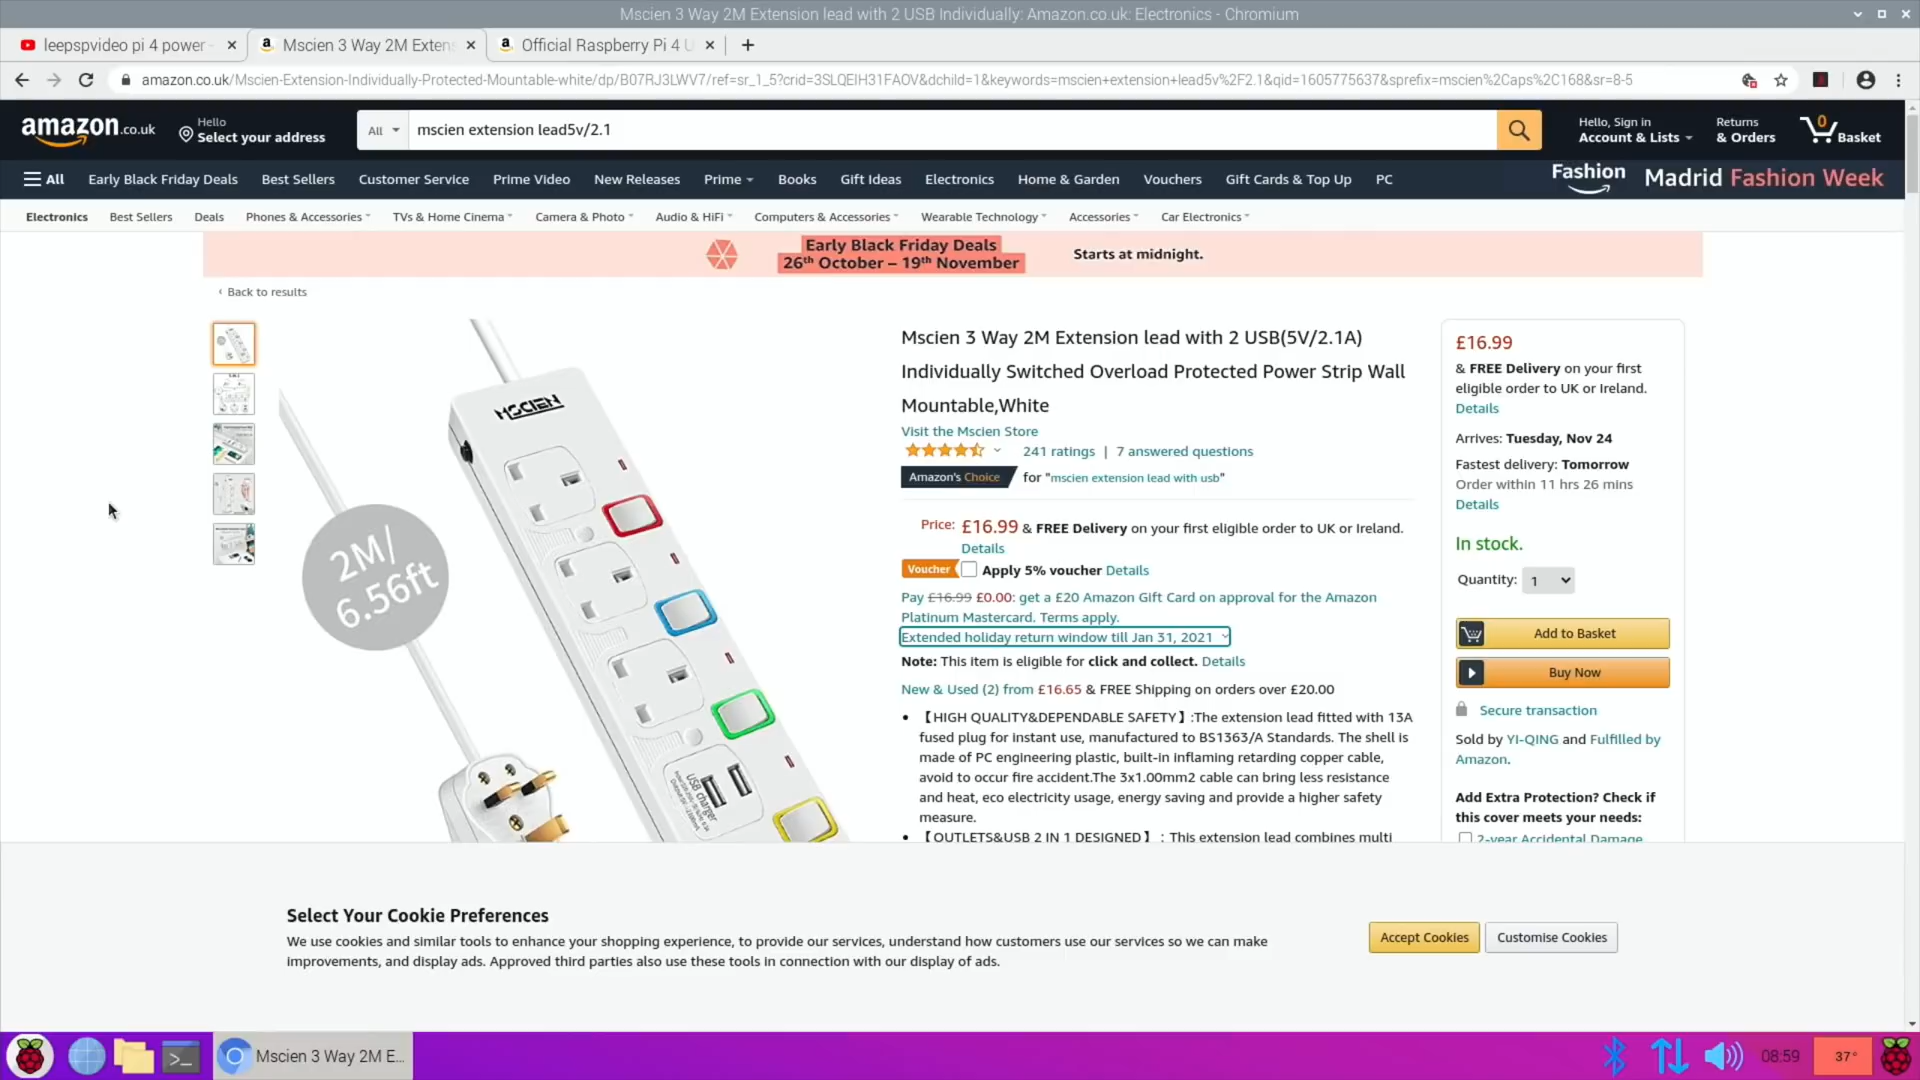 Mscien 3 Way 2M Extension lead with 2 USB Individually: Amazon.co.uk: Electronics - Chromium
leepspvideo pi 4 power
Mscien 3 Way 2M Exten
Official Raspberry Pi 4 U
amazon.co.uk/Mscien-Extension-Individually-Protected-Mountable-white/dp/B07RJ3LWV7/ref=sr_1_5?crid=3SLQEIH31FAOV&dchild=1&keywords=mscien+extension+lead5v%2F2.1&qid=1605775637&sprefix=mscien%2Caps%2C168&sr=8-5
amazon.co.uk
Hello
Select your address
All
mscien extension lead5v/2.1
Hello, Sign in
Account & Lists
Returns
& Orders
0
Basket
All
Early Black Friday Deals
Best Sellers
Customer Service
Prime Video
New Releases
Prime
Books
Gift Ideas
Electronics
Home & Garden
Vouchers
Gift Cards & Top Up
PC
Fashion
Madrid Fashion Week
Electronics
Best Sellers
Deals
Phones & Accessories
TVs & Home Cinema
Camera & Photo
Audio & HiFi
Computers & Accessories
Wearable Technology
Accessories
Car Electronics
Early Black Friday Deals
26th October – 19th November
Starts at midnight.
‹ Back to results
MSCIEN
2M/
6.56ft
USB charger
Mscien 3 Way 2M Extension lead with 2 USB(5V/2.1A)
Individually Switched Overload Protected Power Strip Wall
Mountable,White
Visit the Mscien Store
241 ratings | 7 answered questions
Amazon's Choice for "mscien extension lead with usb"
Price: £16.99 & FREE Delivery on your first eligible order to UK or Ireland.
Details
Voucher Apply 5% voucher Details
Pay £16.99 £0.00: get a £20 Amazon Gift Card on approval for the Amazon
Platinum Mastercard. Terms apply.
Extended holiday return window till Jan 31, 2021
Note: This item is eligible for click and collect. Details
New & Used (2) from £16.65 & FREE Shipping on orders over £20.00
• 【HIGH QUALITY&DEPENDABLE SAFETY】:The extension lead fitted with 13A
fused plug for instant use, manufactured to BS1363/A Standards. The shell is
made of PC engineering plastic, built-in inflaming retarding copper cable,
avoid to occur fire accident.The 3x1.00mm2 cable can bring less resistance
and heat, eco electricity usage, energy saving and provide a higher safety
measure.
• 【OUTLETS&USB 2 IN 1 DESIGNED】 : This extension lead combines multi
£16.99
& FREE Delivery on your first
eligible order to UK or Ireland.
Details
Arrives: Tuesday, Nov 24
Fastest delivery: Tomorrow
Order within 11 hrs 26 mins
Details
In stock.
Quantity: 1
Add to Basket
Buy Now
Secure transaction
Sold by YI-QING and Fulfilled by
Amazon.
Add Extra Protection? Check if
this cover meets your needs:
2-year Accidental Damage
Select Your Cookie Preferences
We use cookies and similar tools to enhance your shopping experience, to provide our services, understand how customers use our services so we can make
improvements, and display ads. Approved third parties also use these tools in connection with our display of ads.
Accept Cookies
Customise Cookies
Mscien 3 Way 2M E...
08:59
37°